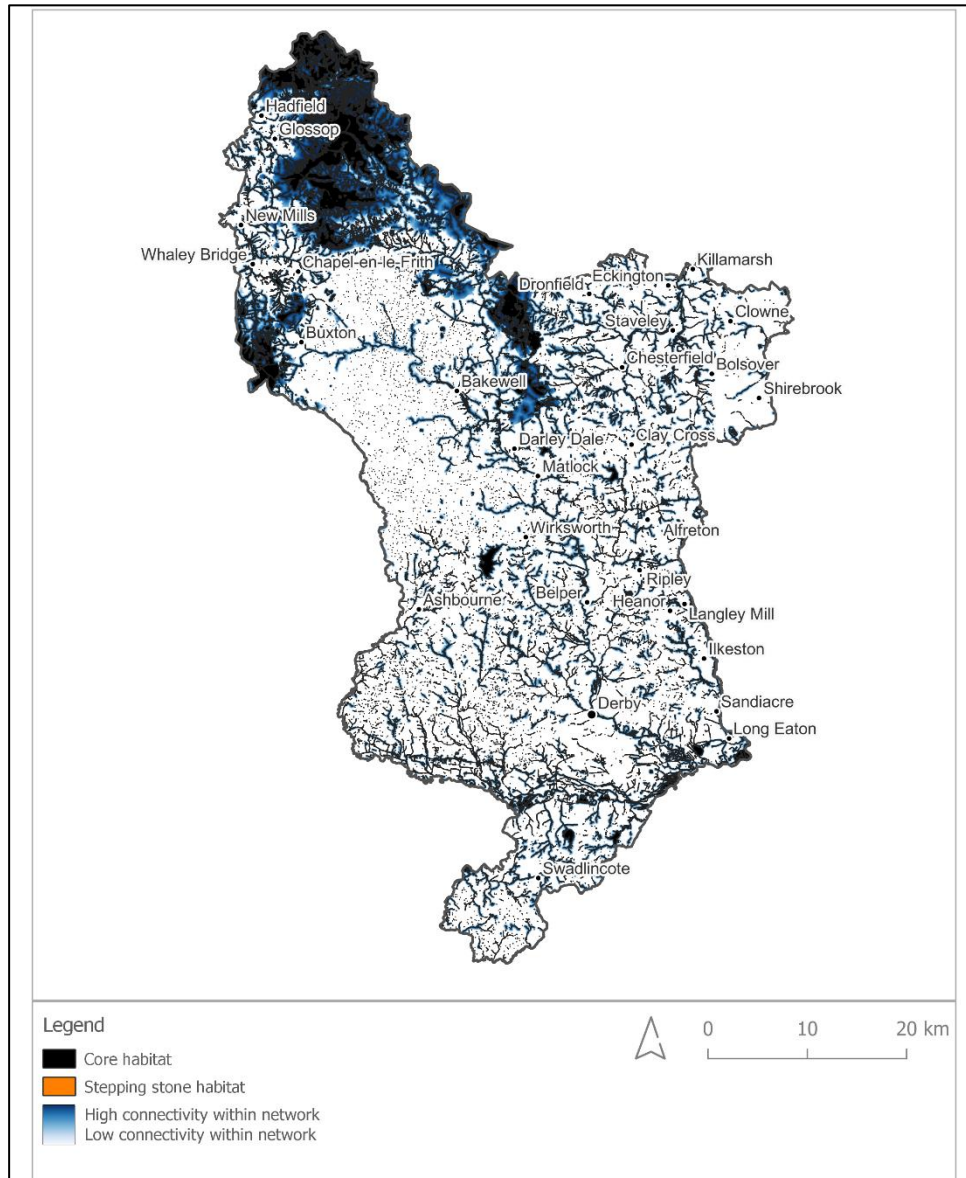 Hadfield
Glossop
New Mills
Whaley Bridge
Chapel-en-le-Frith
Killamarsh
Eckington
Dronfield
Clowne
Staveley
Buxton
Chesterfield
Bolsover
Bakewell
Shirebrook
Darley Dale
Clay Cross
Matlock
Wirksworth
Alfreton
Ripley
Belper
Heanor
Ashbourne
Langley Mill
Ilkeston
Derby
Sandiacre
Long Eaton
Swadlincote
Legend
Core habitat
Stepping stone habitat
High connectivity within network
Low connectivity within network
0 10 20 km